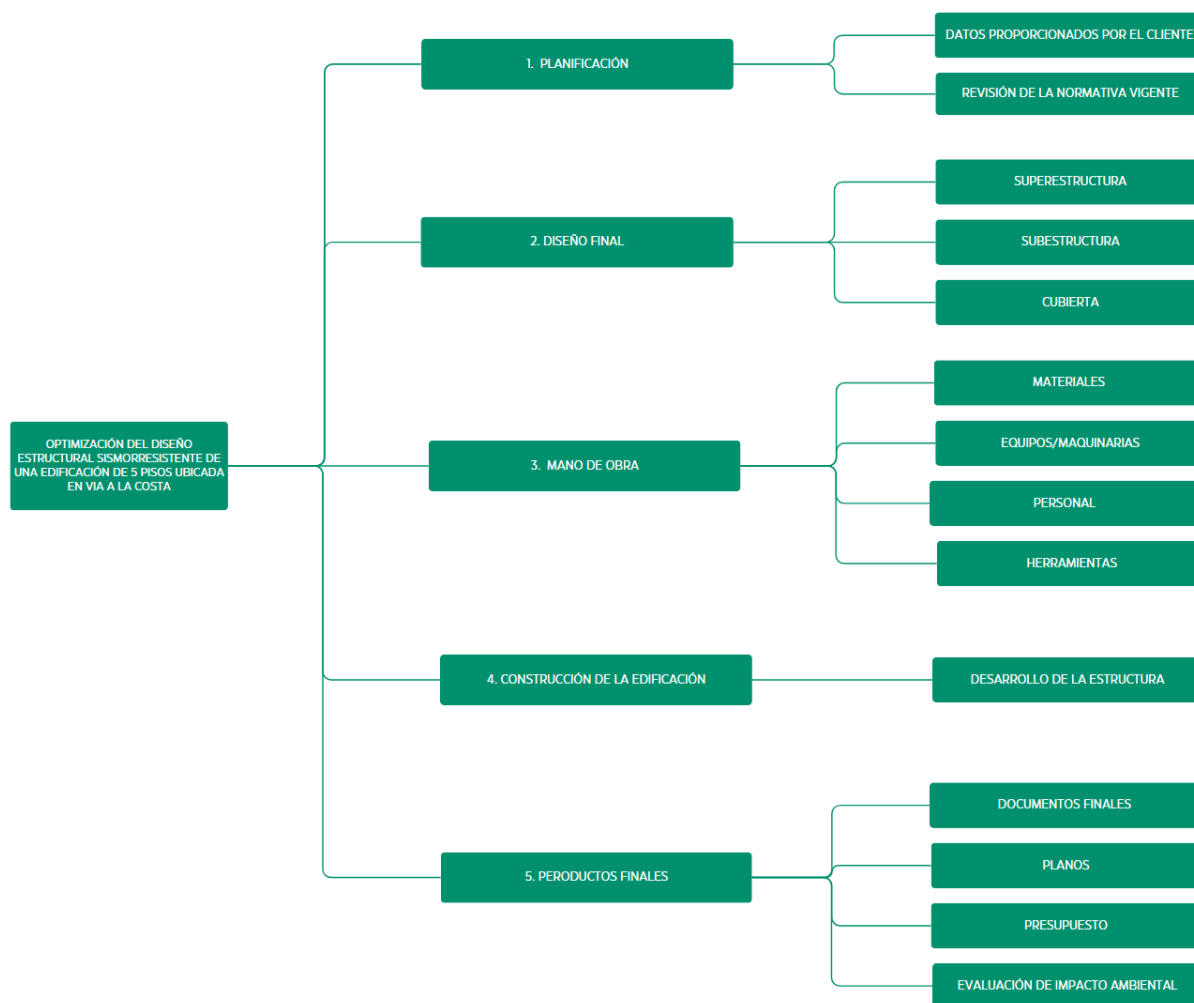 DATOS PROPORCIONADOS POR EL CLIENTE
1. PLANIFICACIÓN
REVISIÓN DE LA NORMATIVA VIGENTE
SUPERESTRUCTURA
2. DISEÑO FINAL
SUBESTRUCTURA
CUBIERTA
MATERIALES
OPTIMIZACIÓN DEL DISEÑO
ESTRUCTURAL SISMORRESISTENTE DE
UNA EDIFICACIÓN DE 5 PISOS UBICADA
EN VIA A LA COSTA
EQUIPOS/MAQUINARIAS
3. MANO DE OBRA
PERSONAL
HERRAMIENTAS
4. CONSTRUCCIÓN DE LA EDIFICACIÓN
DESARROLLO DE LA ESTRUCTURA
DOCUMENTOS FINALES
PLANOS
5. PERODUCTOS FINALES
PRESUPUESTO
EVALUACIÓN DE IMPACTO AMBIENTAL